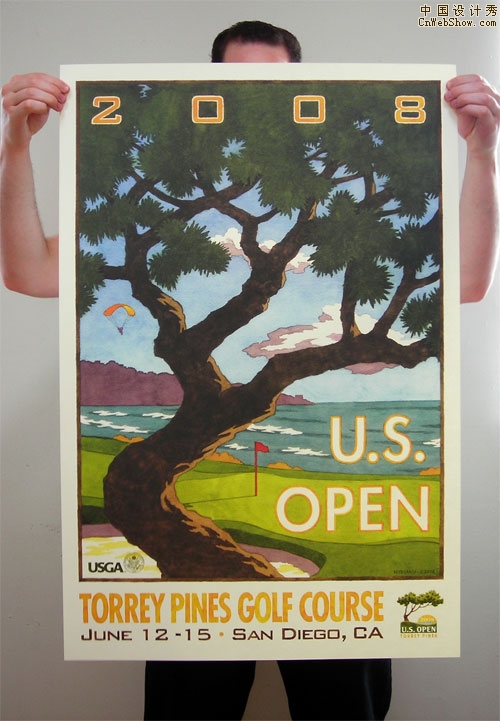 中国设计秀
CnWebShow.com
2008
U.S.
OPEN
USGA
TORREY PINES GOLF COURSE
JUNE 12-15 • SAN DIEGO, CA
U.S. OPEN
TORREY PINES